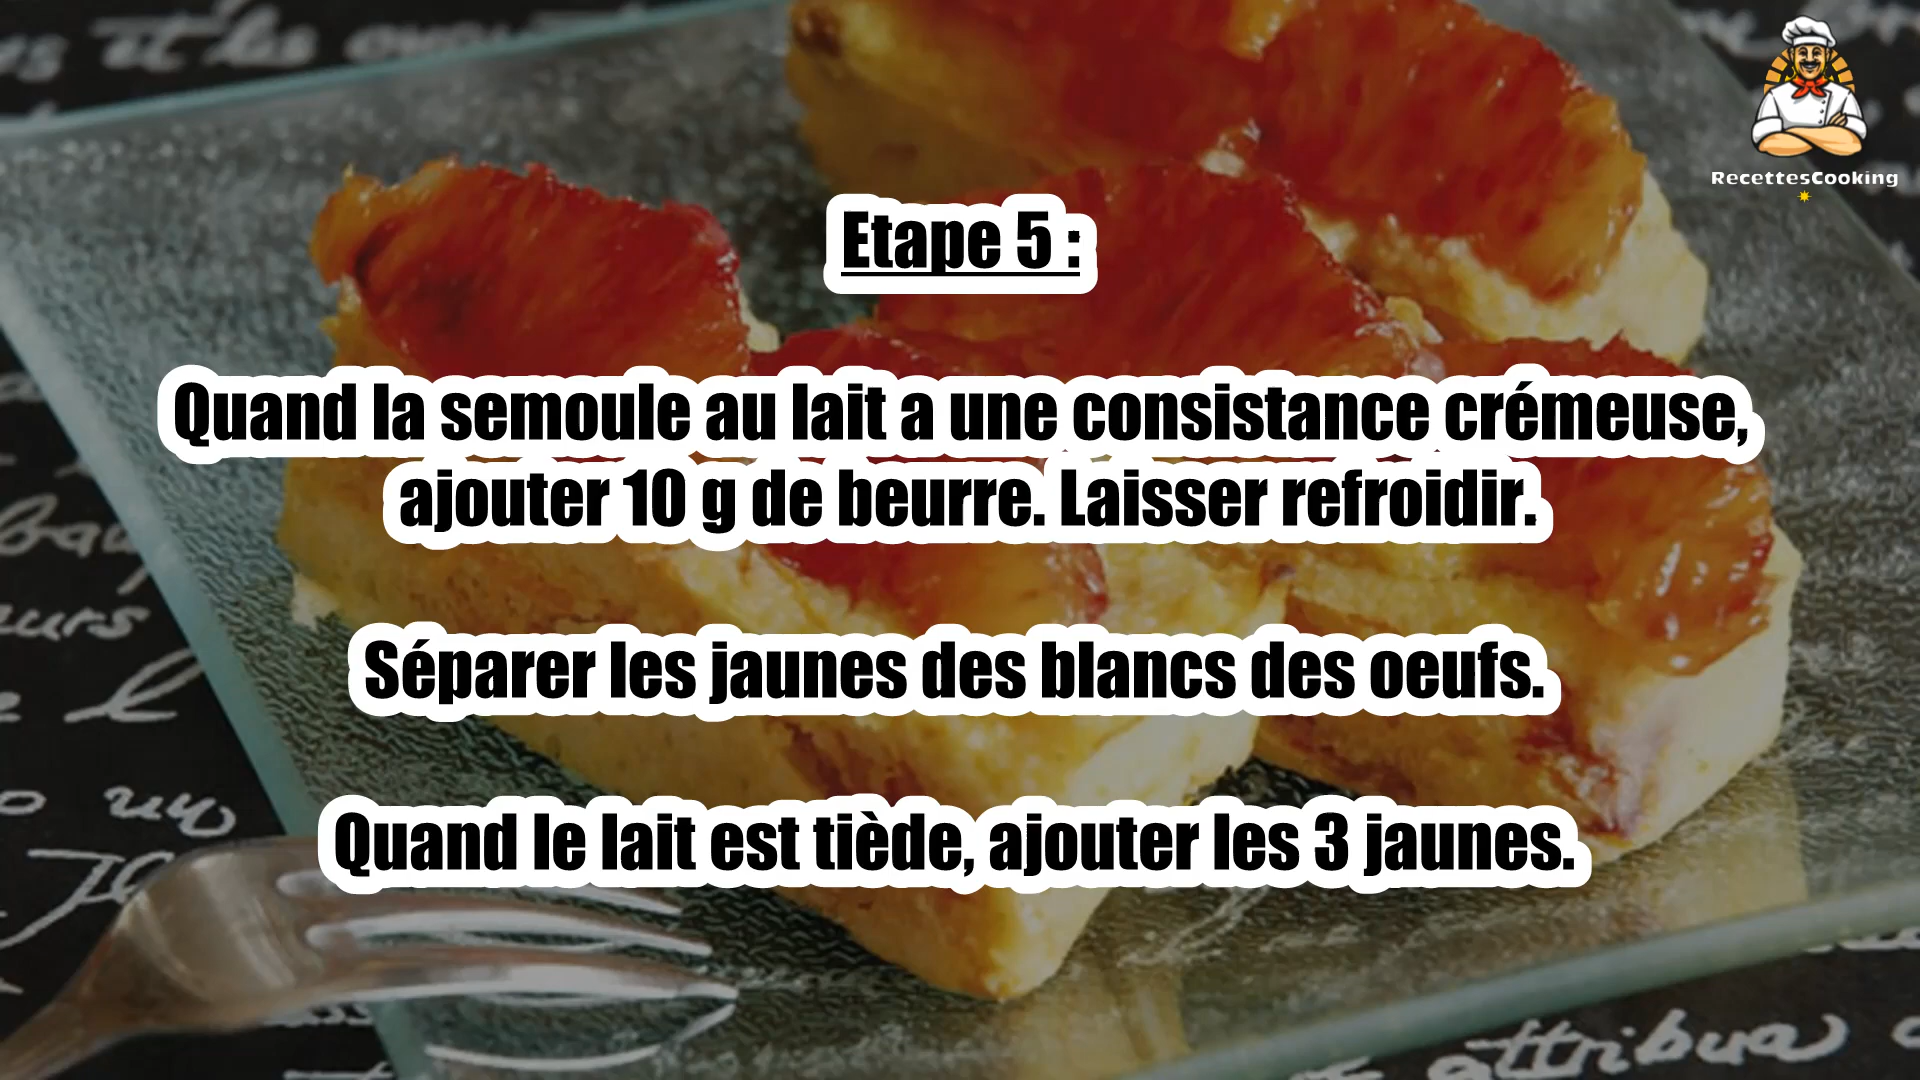 RecettesCooking
Etape 5 :
Quand la semoule au lait a une consistance crémeuse,
ajouter 10 g de beurre. Laisser refroidir.
Séparer les jaunes des blancs des oeufs.
Quand le lait est tiède, ajouter les 3 jaunes.
attribua